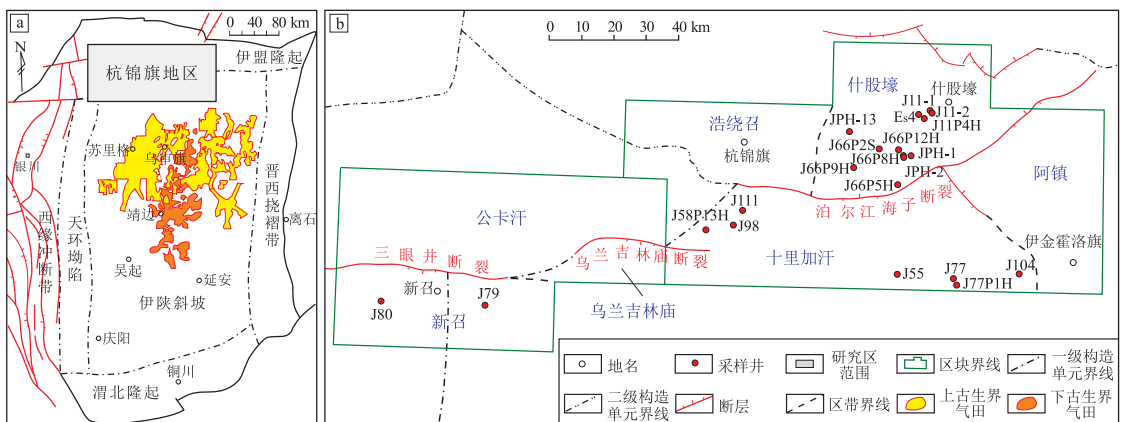 a
0 40 80 km
N
伊盟隆起
杭锦旗地区
苏里格
乌审旗
银川
靖边
晋西挠褶带
离石
西缘冲断带
天环坳陷
吴起
延安
伊陕斜坡
庆阳
铜川
渭北隆起
b
0 10 20 30 40 km
什股壕
什股壕
J11-1
Es4
J11-2
J11P4H
浩绕召
JPH-13
J66P12H
J66P2S
杭锦旗
J66P8H
JPH-1
J66P9H
JPH-2
J66P5H
阿镇
泊尔江海子断裂
公卡汗
J111
J58P13H
J98
三眼井断裂
乌兰吉林庙断裂
十里加汗
伊金霍洛旗
J55
J77
J104
J77P1H
新召
J80
J79
新召
乌兰吉林庙
地名
采样井
研究区
范围
区块界线
一级构造
单元界线
二级构造
单元界线
断层
区带界线
上古生界
气田
下古生界
气田